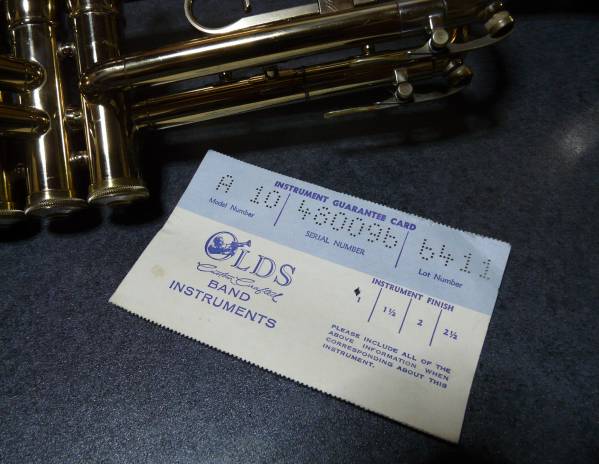 INSTRUMENT GUARANTEE CARD
A 10 480096 6411
Model Number SERIAL NUMBER Lot Number
OLDS
Custom Crafted
BAND
INSTRUMENTS
INSTRUMENT FINISH
1 1½ 2 2½
PLEASE INCLUDE ALL OF THE
ABOVE INFORMATION WHEN
CORRESPONDING ABOUT THIS
INSTRUMENT.